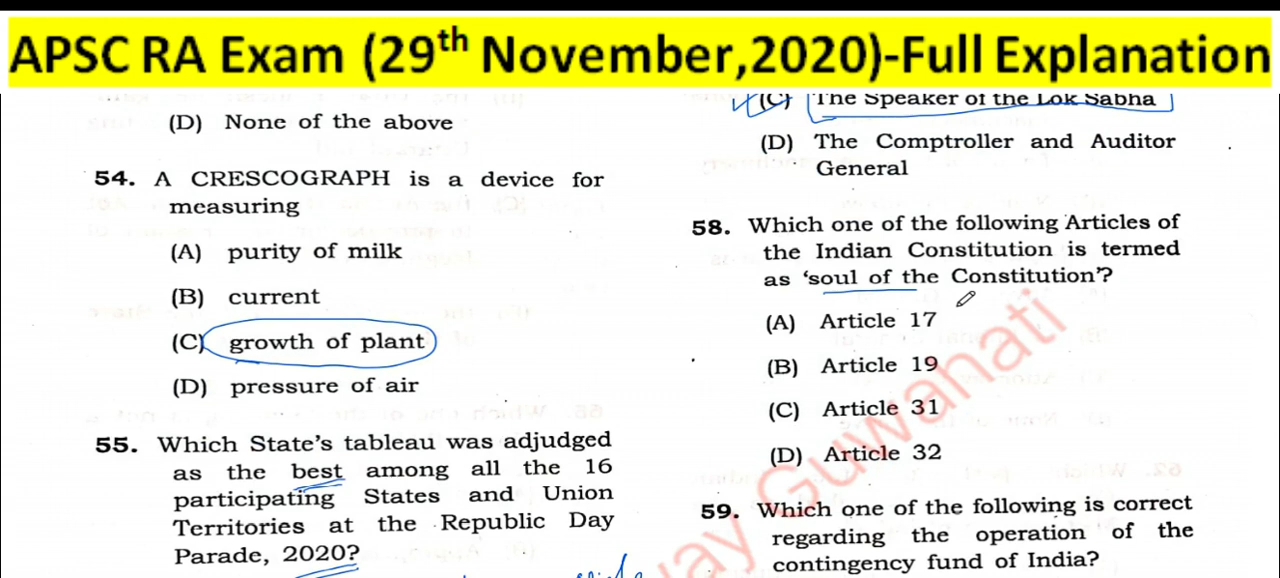 APSC RA Exam (29th November,2020)-Full Explanation
(D) None of the above
54. A CRESCOGRAPH is a device for
measuring
(A) purity of milk
(B) current
(C) growth of plant
(D) pressure of air
55. Which State's tableau was adjudged
as the best among all the 16
participating States and Union
Territories at the Republic Day
Parade, 2020?
(C) The Speaker of the Lok Sabha
(D) The Comptroller and Auditor
General
58. Which one of the following Articles of
the Indian Constitution is termed
as 'soul of the Constitution'?
(A) Article 17
(B) Article 19
(C) Article 31
(D) Article 32
59. Which one of the following is correct
regarding the operation of the
contingency fund of India?
Guwahati